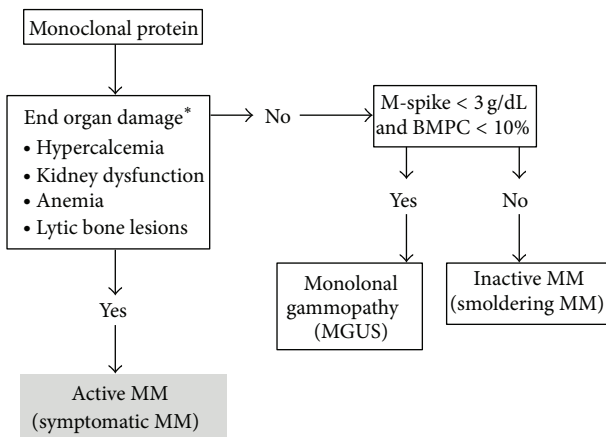 Monoclonal protein
End organ damage*
• Hypercalcemia
• Kidney dysfunction
• Anemia
• Lytic bone lesions
No
M-spike < 3 g/dL
and BMPC < 10%
Yes
No
Monolonal
gammopathy
(MGUS)
Inactive MM
(smoldering MM)
Yes
Active MM
(symptomatic MM)